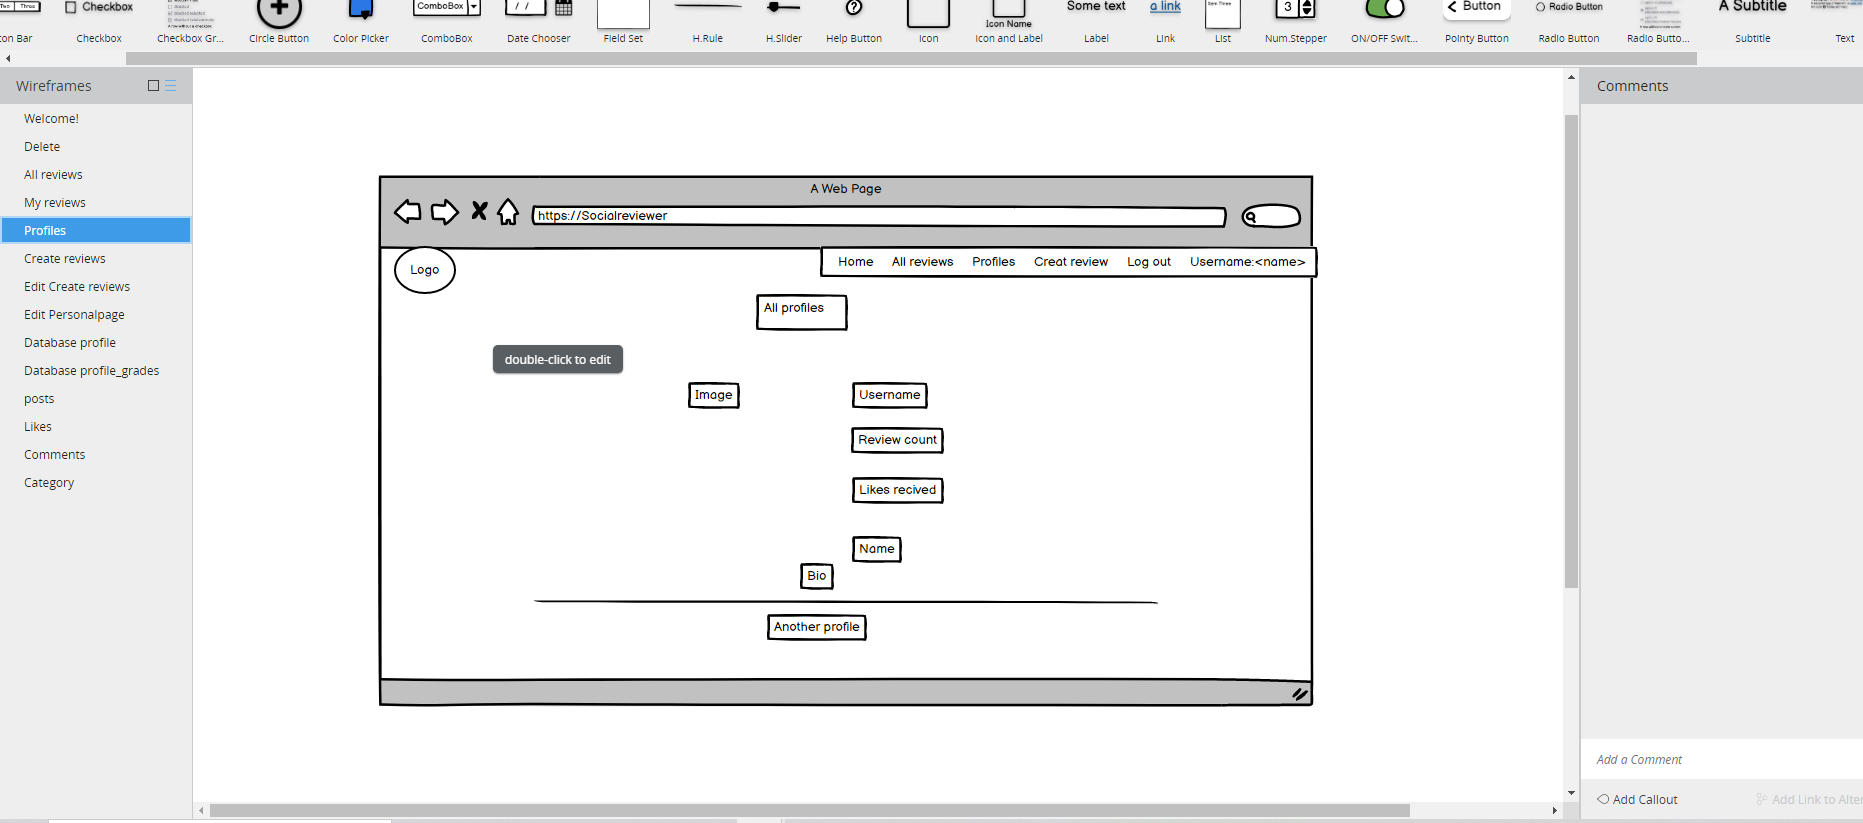 Two Three
Checkbox
ComboBox
/ /
Item Three
Some text
a link
3
Button
Radio Button
A Subtitle
Icon Name
on Bar
Checkbox
Checkbox Gr...
Circle Button
Color Picker
ComboBox
Date Chooser
Field Set
H.Rule
H.Slider
Help Button
Icon
Icon and Label
Label
Link
List
Num.Stepper
ON/OFF Swit...
Pointy Button
Radio Button
Radio Butto...
Subtitle
Text
Wireframes
Welcome!
Delete
All reviews
My reviews
Profiles
Create reviews
Edit Create reviews
Edit Personalpage
Database profile
Database profile_grades
posts
Likes
Comments
Category
A Web Page
https://Socialreviewer
Logo
Home All reviews Profiles Creat review Log out Username:<name>
All profiles
double-click to edit
Image
Username
Review count
Likes recived
Name
Bio
Another profile
Comments
Add a Comment
Add Callout
Add Link to Alter